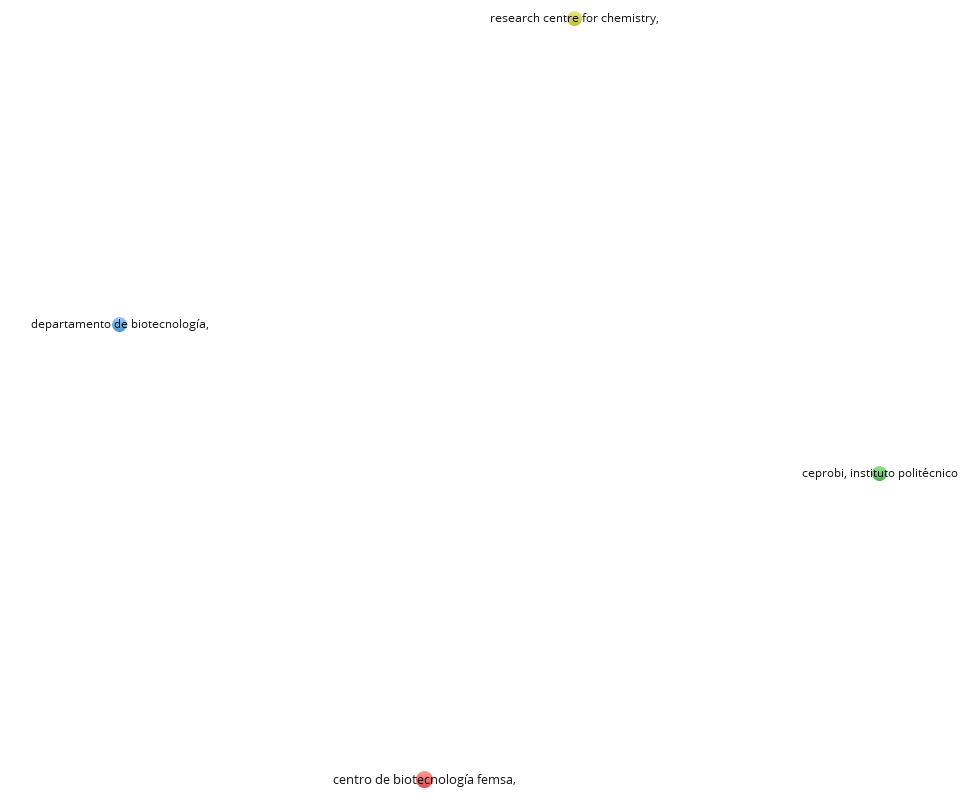 research centre for chemistry,
departamento de biotecnología,
ceprobi, instituto politécnico
centro de biotecnología femsa,